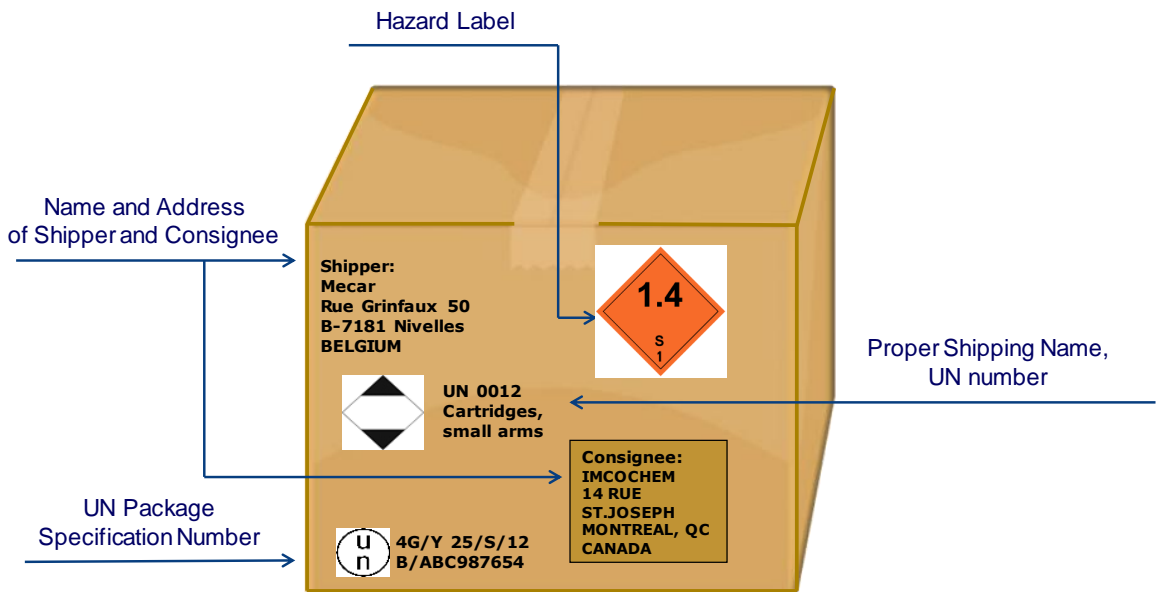 Hazard Label
Name and Address
of Shipper and Consignee
Shipper:
Mecar
Rue Grinfaux 50
B-7181 Nivelles
BELGIUM
1.4
S
1
Proper Shipping Name,
UN number
UN 0012
Cartridges,
small arms
Consignee:
IMCOCHEM
14 RUE
ST.JOSEPH
MONTREAL, QC
CANADA
UN Package
Specification Number
u
n
4G/Y 25/S/12
B/ABC987654